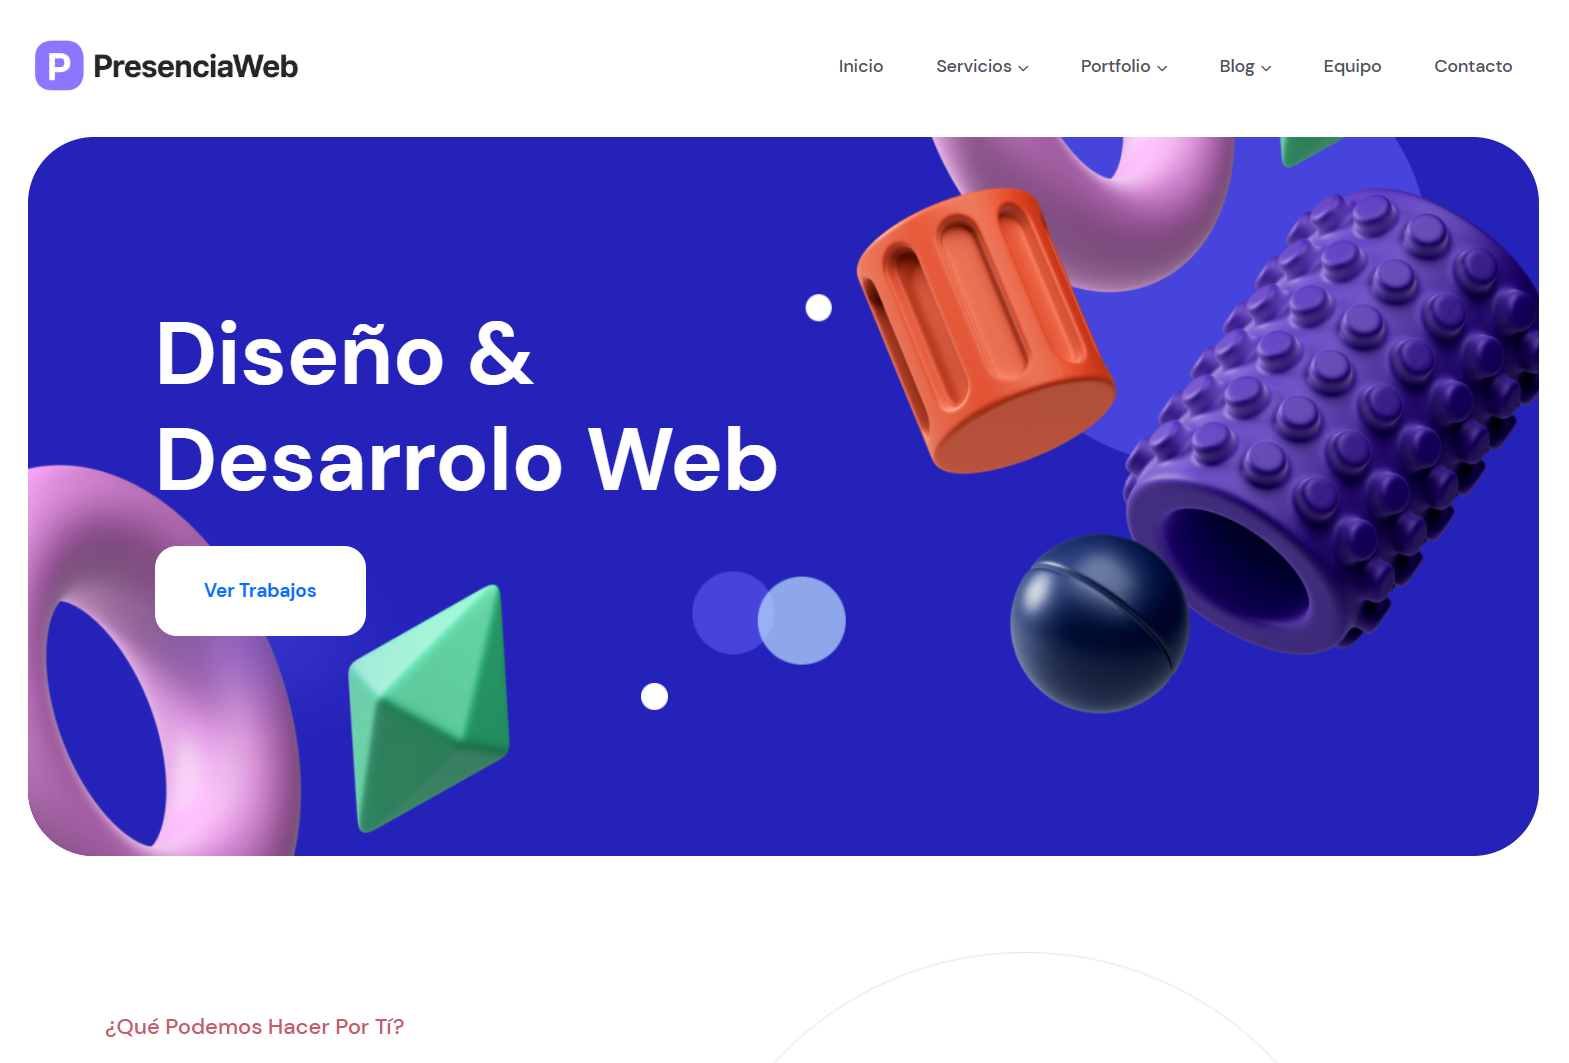 P PresenciaWeb
Inicio Servicios Portfolio Blog Equipo Contacto
Diseño &
Desarrolo Web
Ver Trabajos
¿Qué Podemos Hacer Por Tí?